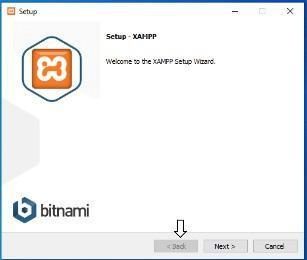 Setup
Setup - XAMPP
Welcome to the XAMPP Setup Wizard.
bitnami
< Back
Next >
Cancel